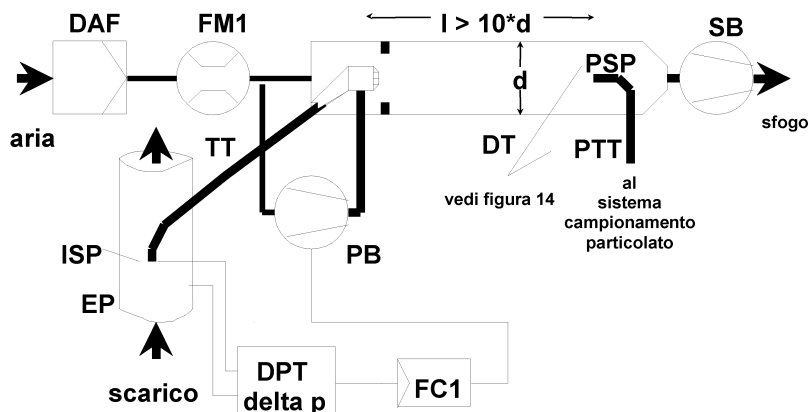 DAF
FM1
l > 10*d
SB
d
PSP
aria
TT
DT
PTT
sfogo
vedi figura 14
al
sistema
campionamento
particolato
ISP
PB
EP
scarico
DPT
delta p
FC1